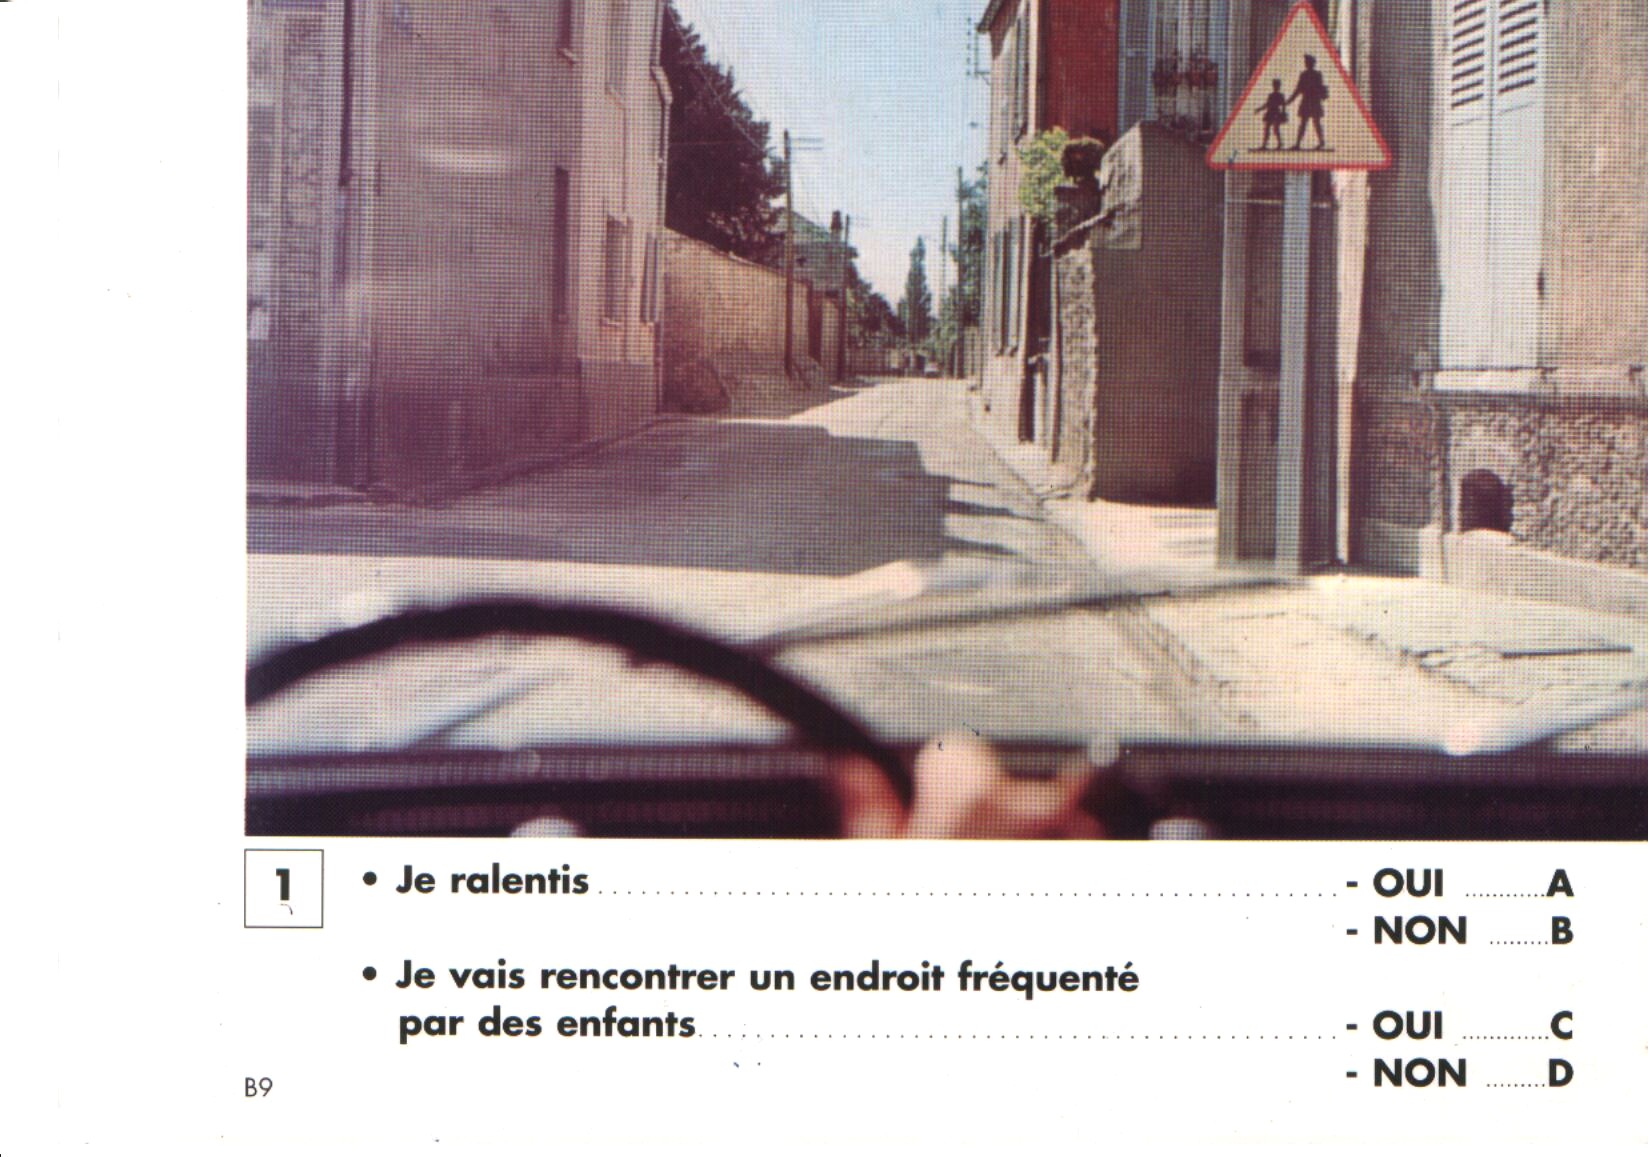 1
• Je ralentis ........ - OUI ........ A
- NON ........ B
• Je vais rencontrer un endroit fréquenté
par des enfants ........ - OUI ........ C
- NON ........ D
B9